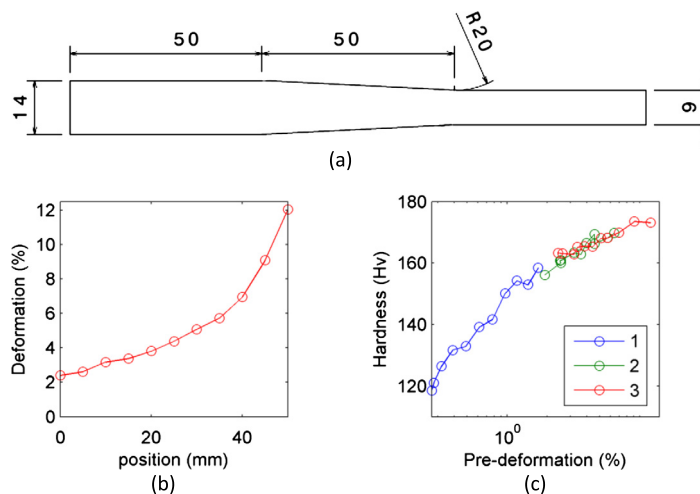 50 50 R20
14 9
(a)
12
10
8
6
4
2
0
Deformation (%)
0 20 40
position (mm)
(b)
180
160
140
120
Hardness (Hv)
1
2
3
10⁰
Pre-deformation (%)
(c)